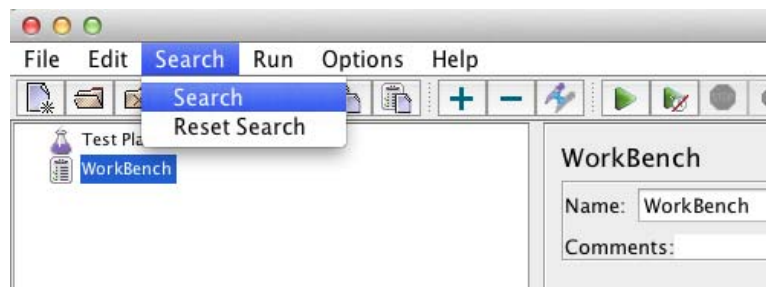 File Edit Search Run Options Help
Search
Reset Search
Test Pla
WorkBench
WorkBench
Name: WorkBench
Comments: